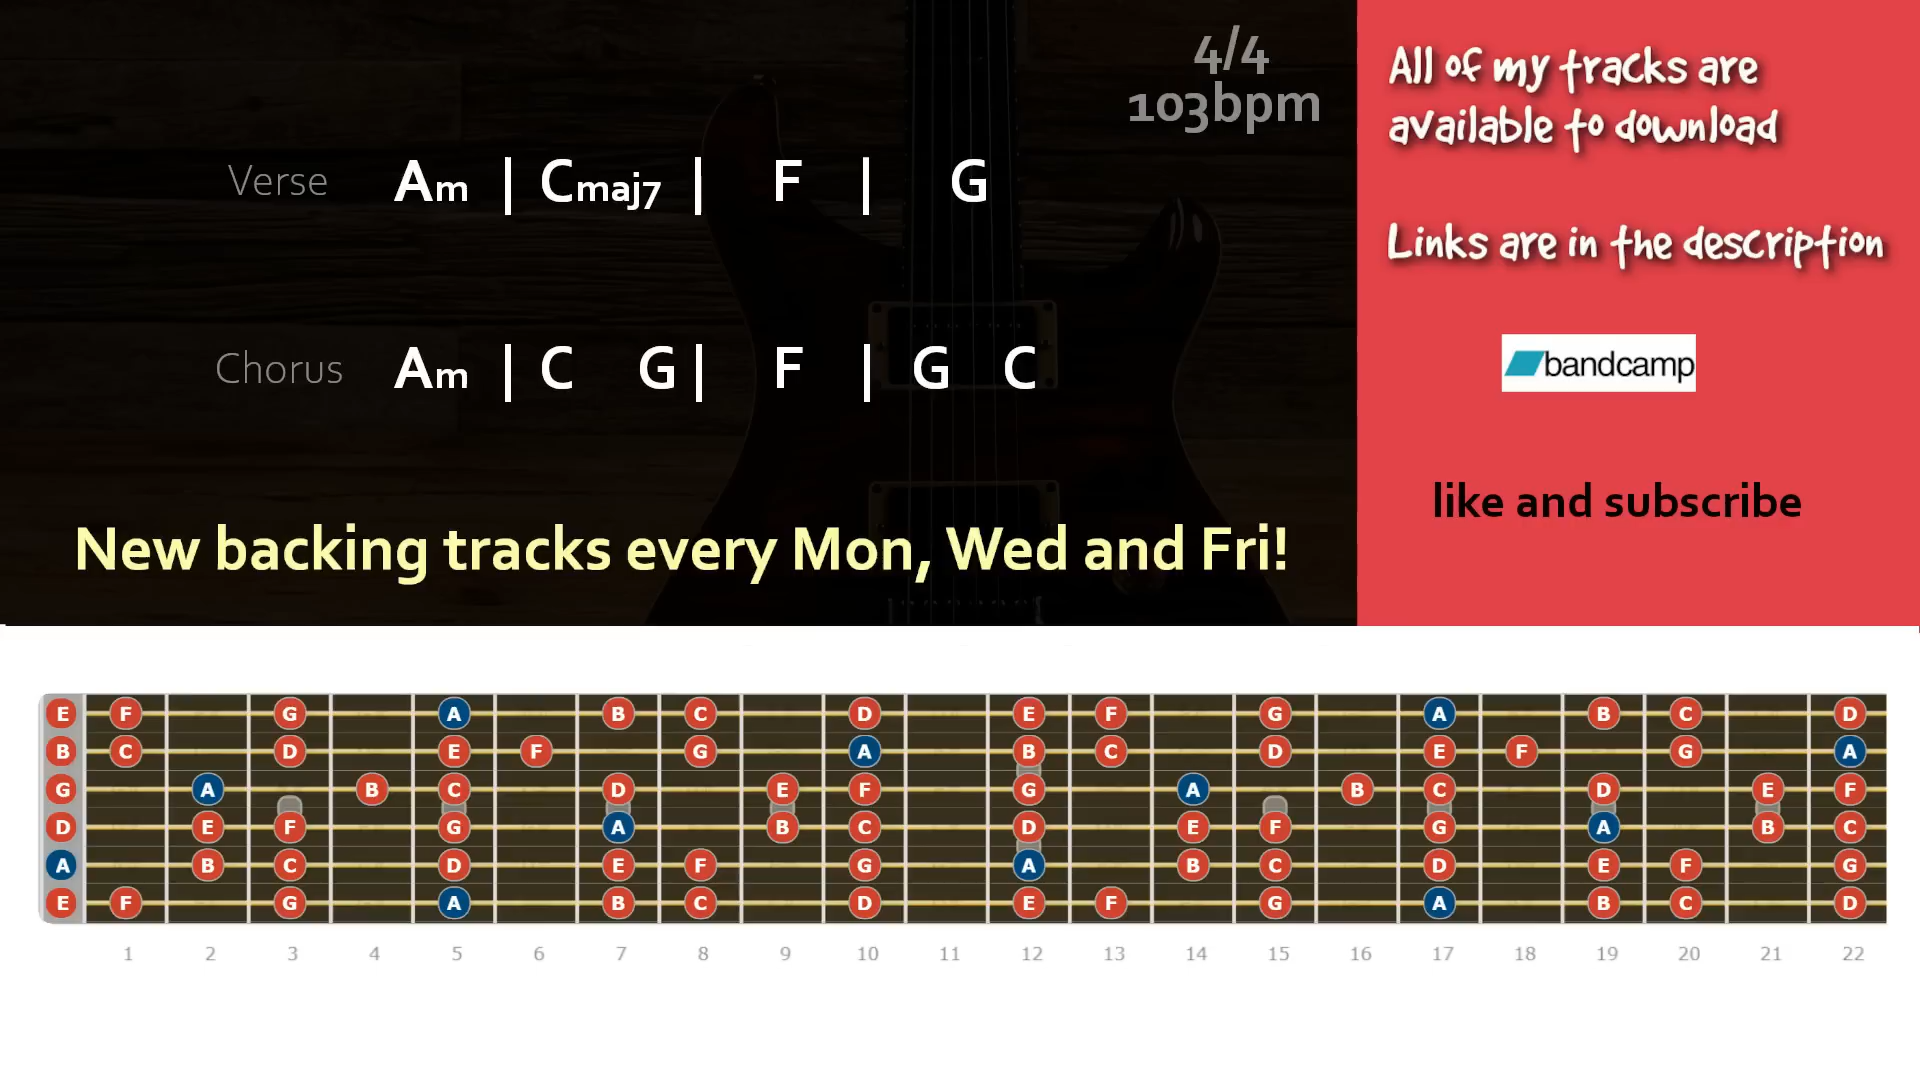 4/4
103bpm
Verse Am | Cmaj7 | F | G
Chorus Am | C G | F | G C
New backing tracks every Mon, Wed and Fri!
All of my tracks are
available to download
Links are in the description
bandcamp
like and subscribe
E F G A B C D E F G A B C D
B C D E F G A B C D E F G A
G A B C D E F G A B C D E F
D E F G A B C D E F G A B C
A B C D E F G A B C D E F G
E F G A B C D E F G A B C D
1 2 3 4 5 6 7 8 9 10 11 12 13 14 15 16 17 18 19 20 21 22